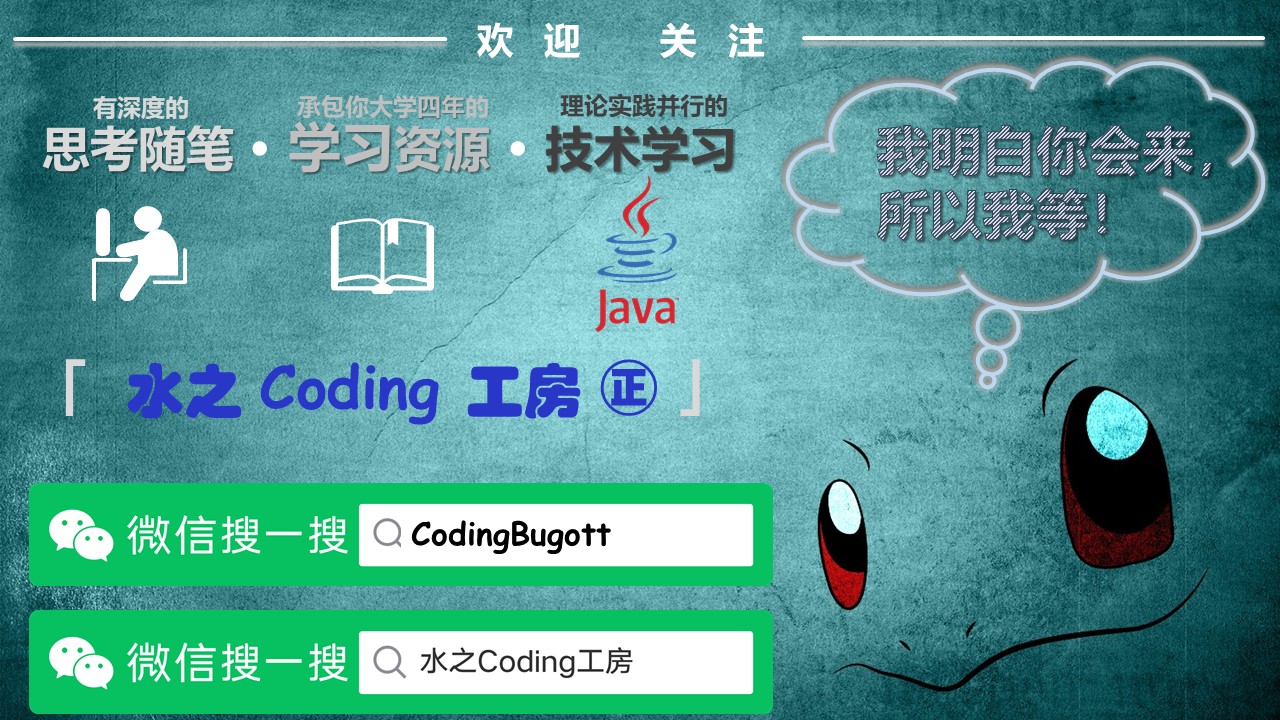 欢迎 关注
有深度的 承包你大学四年的 理论实践并行的
思考随笔·学习资源·技术学习
我明白你会来，
所以我等！
Java
「 水之 Coding 工房 ㊣ 」
微信搜一搜 CodingBugott
微信搜一搜 水之Coding工房